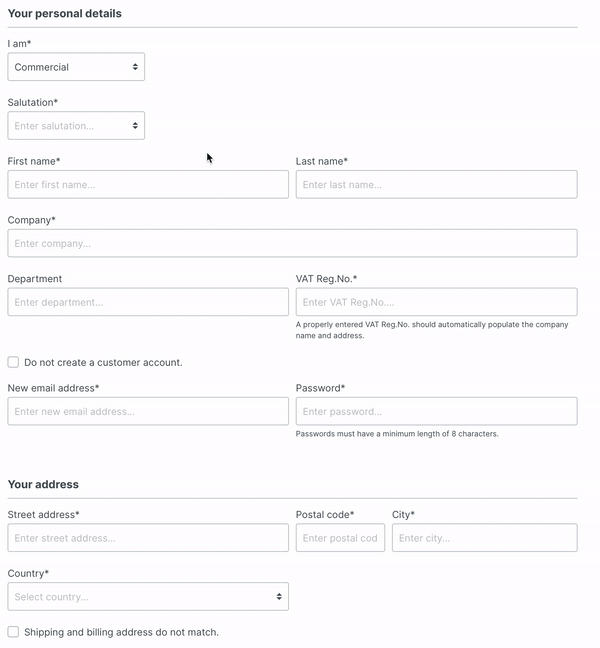 Your personal details
I am*
Commercial
Salutation*
Enter salutation...
First name*
Last name*
Enter first name...
Enter last name...
Company*
Enter company...
Department
VAT Reg.No.*
Enter department...
Enter VAT Reg.No....
A properly entered VAT Reg.No. should automatically populate the company
name and address.
Do not create a customer account.
New email address*
Password*
Enter new email address...
Enter password...
Passwords must have a minimum length of 8 characters.
Your address
Street address*
Postal code*
City*
Enter street address...
Enter postal cod
Enter city...
Country*
Select country...
Shipping and billing address do not match.